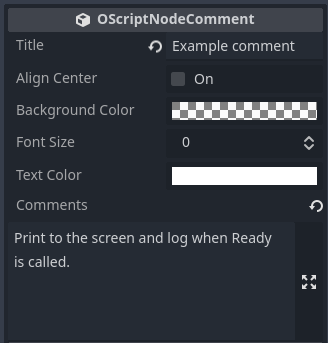 OScriptNodeComment
Title Example comment
Align Center On
Background Color
Font Size 0
Text Color
Comments
Print to the screen and log when Ready
is called.